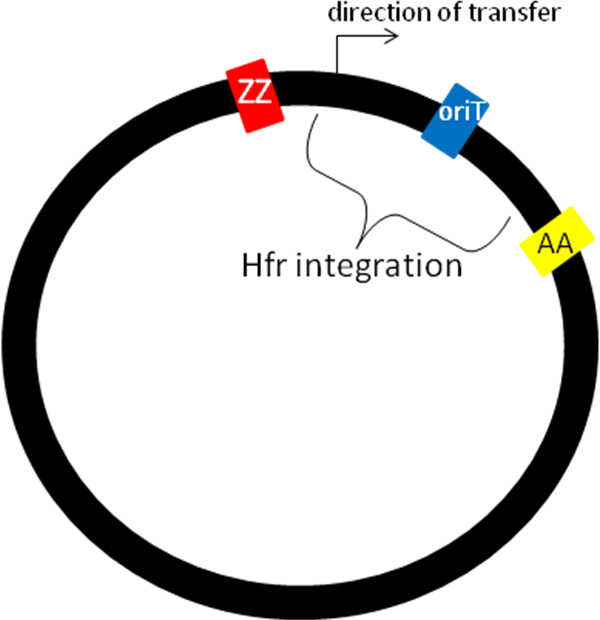 direction of transfer
ZZ
oriT
AA
Hfr integration